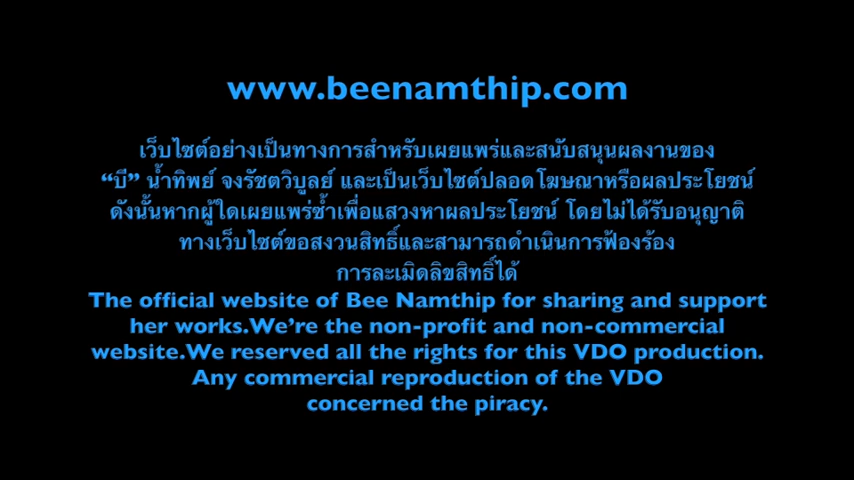 www.beenamthip.com
เว็บไซต์อย่างเป็นทางการสำหรับเผยแพร่และสนับสนุนผลงานของ
“บี” น้ำทิพย์ จงรัชตวิบูลย์ และเป็นเว็บไซต์ปลอดโฆษณาหรือผลประโยชน์
ดังนั้นหากผู้ใดเผยแพร่ซ้ำเพื่อแสวงหาผลประโยชน์ โดยไม่ได้รับอนุญาติ
ทางเว็บไซต์ขอสงวนสิทธิ์และสามารถดำเนินการฟ้องร้อง
การละเมิดลิขสิทธิ์ได้
The official website of Bee Namthip for sharing and support
her works.We’re the non-profit and non-commercial
website.We reserved all the rights for this VDO production.
Any commercial reproduction of the VDO
concerned the piracy.